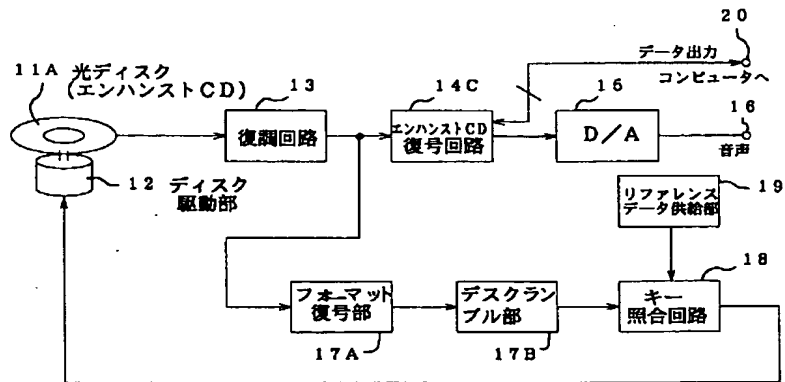 20
データ出力
コンピュータへ
11A 光ディスク
(エンハンストCD)
13
14C
15
16
復調回路
エンハンストCD
復号回路
D/A
音声
12 ディスク
駆動部
リファレンス
データ供給部
19
18
フォーマット
復号部
デスクラン
ブル部
キー
照合回路
17A
17B